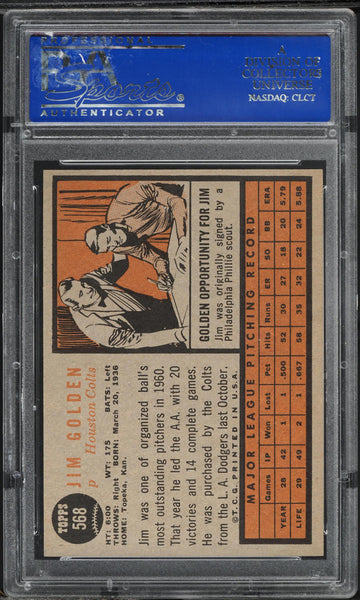 PROFESSIONAL
PSA
Sports ®
AUTHENTICATOR
A
DIVISION OF
COLLECTORS
UNIVERSE
NASDAQ: CLCT
TOPPS
568
JIM GOLDEN
p Houston Colts
HT: 6:00 WT: 175 BATS: Left
THROWS: Right BORN: March 20, 1936
HOME: Topeka, Kan.
Jim was one of organized ball's
most outstanding pitchers in 1960.
That year he led the A.A. with 20
victories and 14 complete games.
He was purchased by the Colts
from the L. A. Dodgers last October.
© T.C.G. PRINTED IN U.S.A.
GOLDEN OPPORTUNITY FOR JIM
Jim was originally signed by a
Philadelphia Phillie scout.
MAJOR LEAGUE PITCHING RECORD
Games IP Won Lost Pct Hits Runs ER SO BB ERA
YEAR 28 42 1 1 .500 52 30 27 18 20 5.79
LIFE 29 49 2 1 .667 58 35 32 22 24 5.88